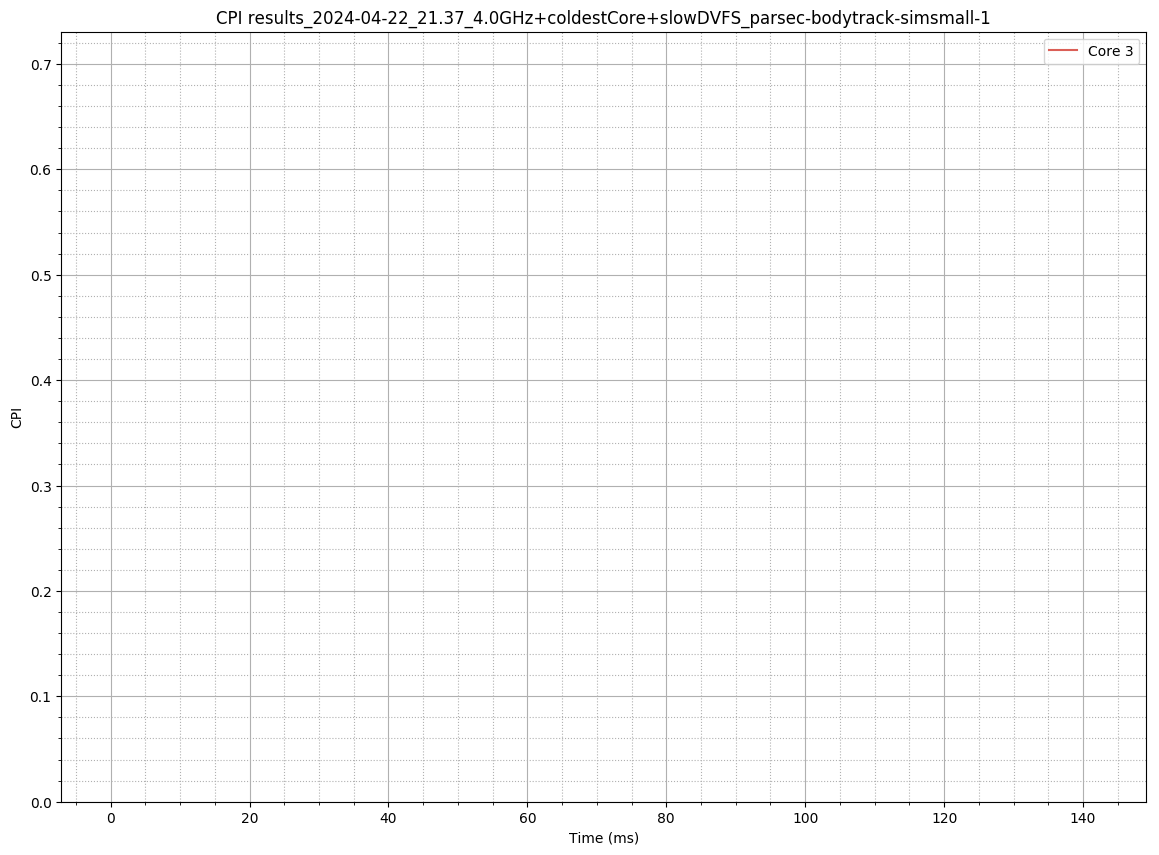 CPI results_2024-04-22_21.37_4.0GHz+coldestCore+slowDVFS_parsec-bodytrack-simsmall-1
Core 3
0.7
0.6
0.5
0.4
0.3
0.2
0.1
0.0
CPI
0 20 40 60 80 100 120 140
Time (ms)